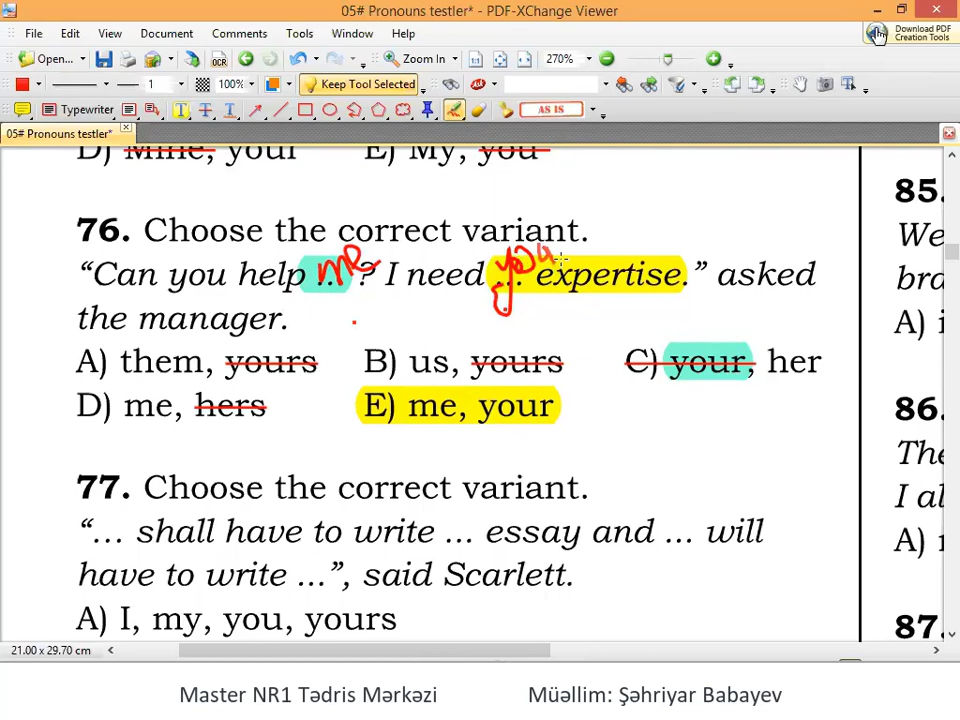 05# Pronouns testler* - PDF-XChange Viewer
File Edit View Document Comments Tools Window Help
Download PDF Creation Tools
Open... OCR Zoom In 270%
1 100% Keep Tool Selected
Typewriter AS IS
05# Pronouns testler*
D) Mine, your E) My, you
76. Choose the correct variant.
me you
“Can you help ... ? I need ... expertise.” asked
the manager.
A) them, yours B) us, yours C) your, her
D) me, hers E) me, your
77. Choose the correct variant.
“... shall have to write ... essay and ... will
have to write ...”, said Scarlett.
A) I, my, you, yours
85.
We
bra
A) i
86.
The
I al
A)
87.
21.00 x 29.70 cm
Master NR1 Tədris Mərkəzi Müəllim: Şəhriyar Babayev